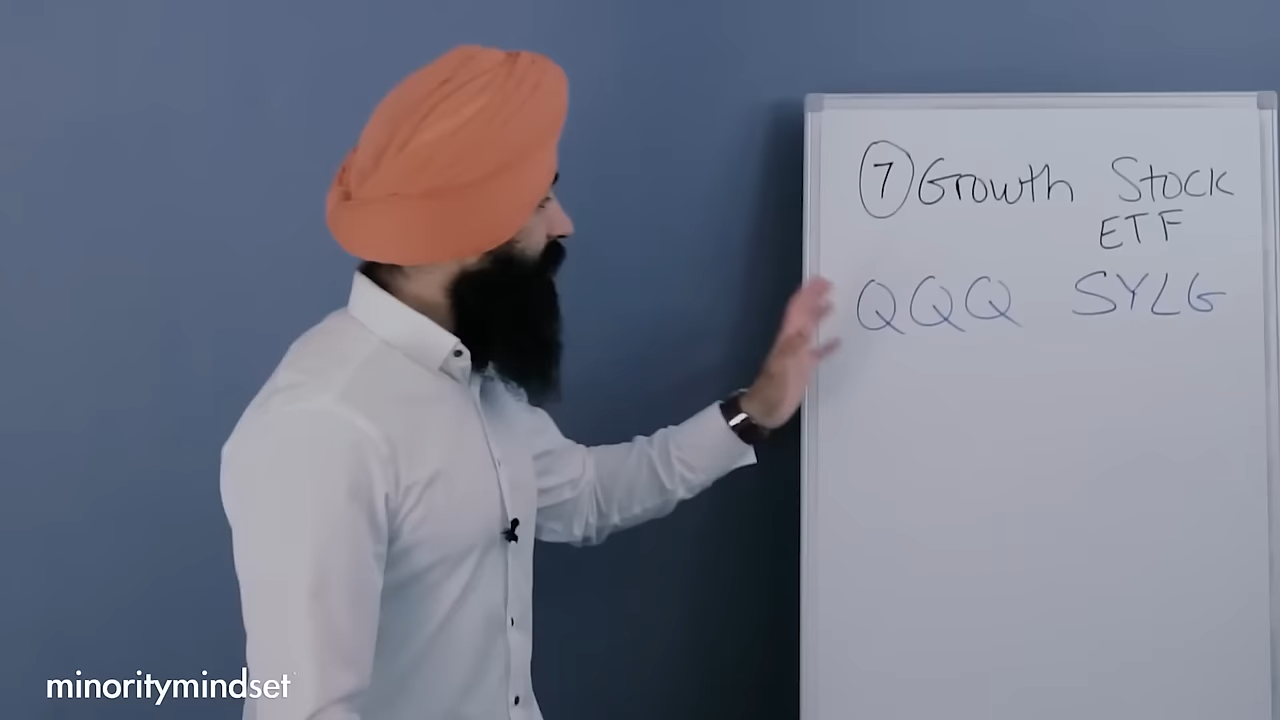 ⑦ Growth Stock
ETF
QQQ SYLG
minoritymindset